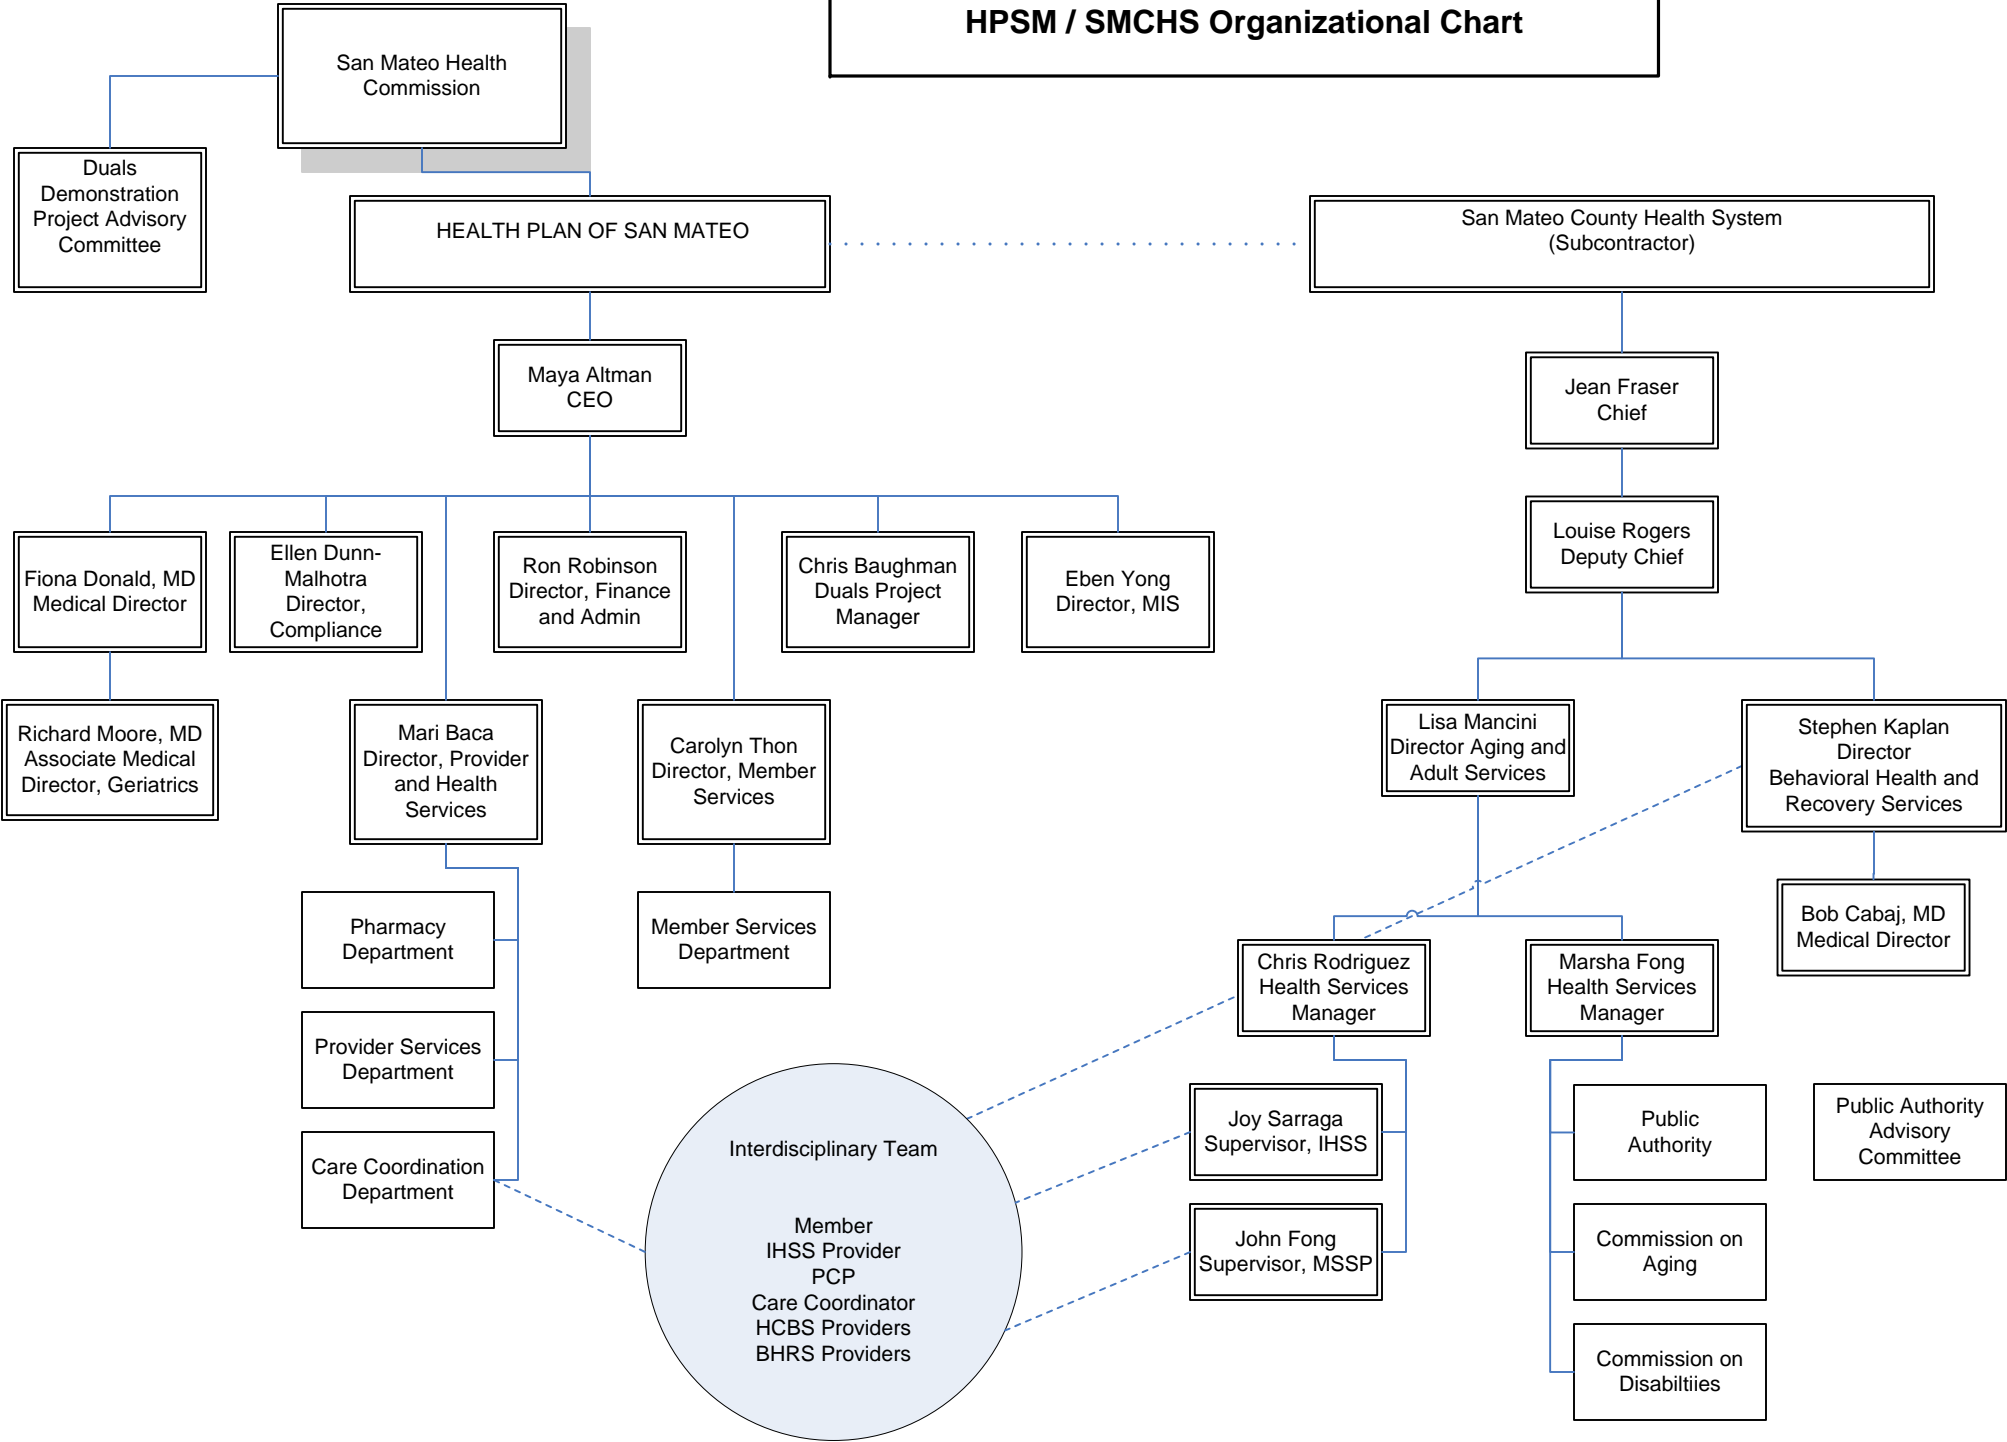 HPSM / SMCHS Organizational Chart
San Mateo Health
Commission
Duals
Demonstration
Project Advisory
Committee
HEALTH PLAN OF SAN MATEO
San Mateo County Health System
(Subcontractor)
Maya Altman
CEO
Jean Fraser
Chief
Louise Rogers
Deputy Chief
Fiona Donald, MD
Medical Director
Ellen Dunn-
Malhotra
Director,
Compliance
Ron Robinson
Director, Finance
and Admin
Chris Baughman
Duals Project
Manager
Eben Yong
Director, MIS
Richard Moore, MD
Associate Medical
Director, Geriatrics
Mari Baca
Director, Provider
and Health
Services
Carolyn Thon
Director, Member
Services
Lisa Mancini
Director Aging and
Adult Services
Stephen Kaplan
Director
Behavioral Health and
Recovery Services
Pharmacy
Department
Member Services
Department
Bob Cabaj, MD
Medical Director
Chris Rodriguez
Health Services
Manager
Marsha Fong
Health Services
Manager
Provider Services
Department
Care Coordination
Department
Interdisciplinary Team
Member
IHSS Provider
PCP
Care Coordinator
HCBS Providers
BHRS Providers
Joy Sarraga
Supervisor, IHSS
John Fong
Supervisor, MSSP
Public
Authority
Public Authority
Advisory
Committee
Commission on
Aging
Commission on
Disabiltiies